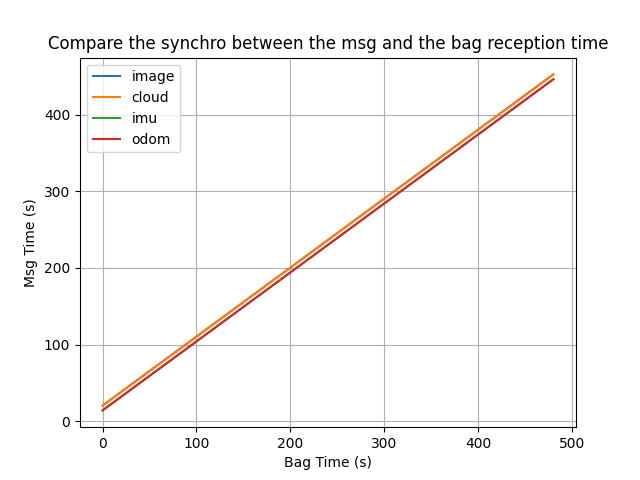 Compare the synchro between the msg and the bag reception time
image
cloud
imu
odom
400
300
200
100
0
Msg Time (s)
0 100 200 300 400 500
Bag Time (s)